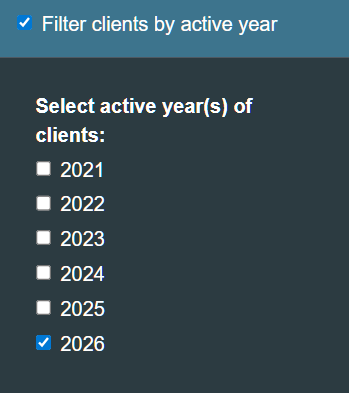 Filter clients by active year
Select active year(s) of
clients:
2021
2022
2023
2024
2025
2026